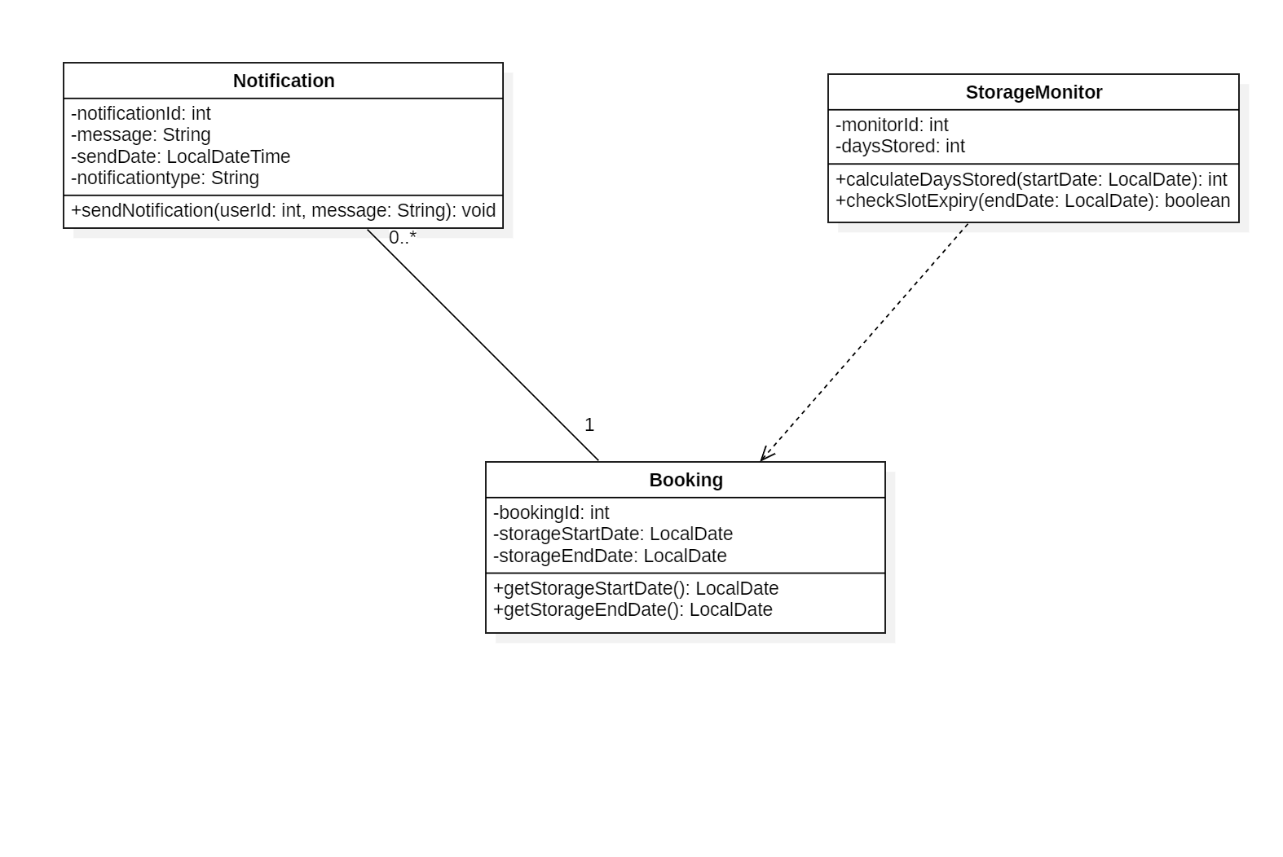 Notification
-notificationId: int
-message: String
-sendDate: LocalDateTime
-notificationtype: String
+sendNotification(userId: int, message: String): void
StorageMonitor
-monitorId: int
-daysStored: int
+calculateDaysStored(startDate: LocalDate): int
+checkSlotExpiry(endDate: LocalDate): boolean
0..*
1
Booking
-bookingId: int
-storageStartDate: LocalDate
-storageEndDate: LocalDate
+getStorageStartDate(): LocalDate
+getStorageEndDate(): LocalDate